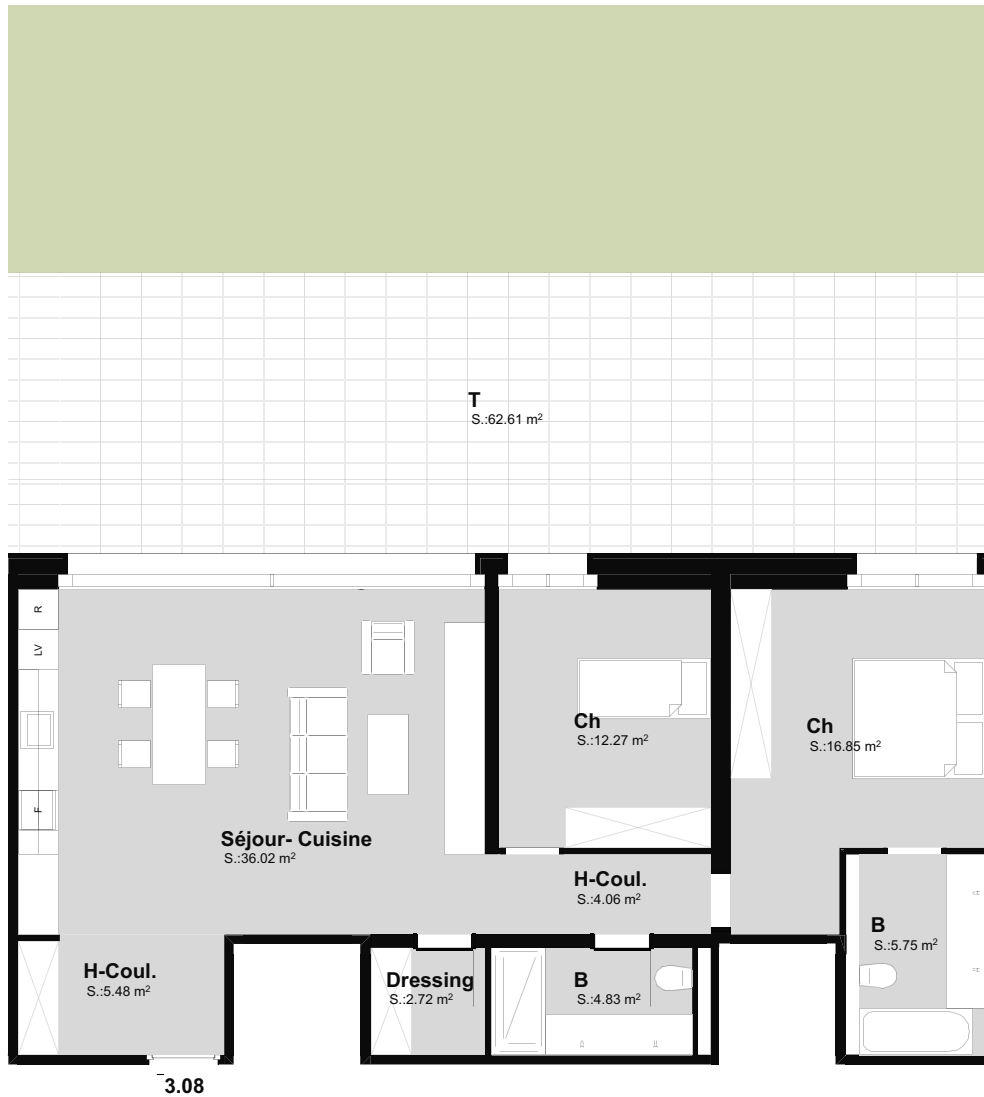 T
S.:62.61 m²
R
LV
F
Ch
S.:12.27 m²
Ch
S.:16.85 m²
Séjour- Cuisine
S.:36.02 m²
H-Coul.
S.:4.06 m²
B
S.:5.75 m²
H-Coul.
S.:5.48 m²
Dressing
S.:2.72 m²
B
S.:4.83 m²
3.08